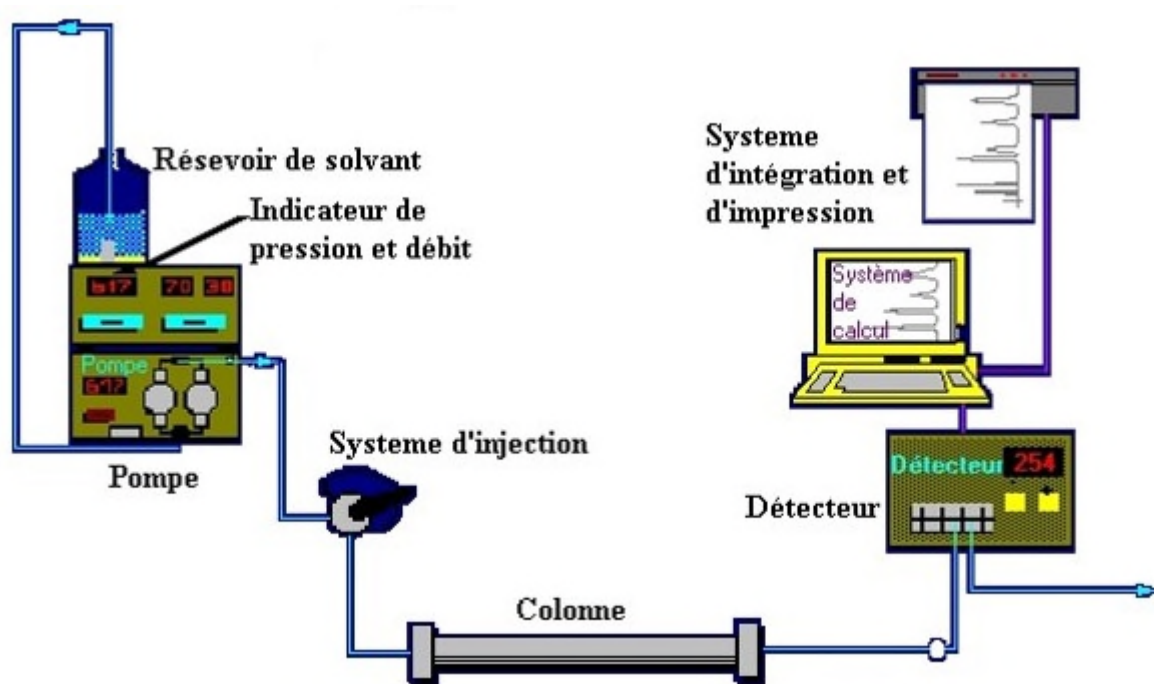 Résevoir de solvant
Indicateur de
pression et débit
617 70 30
Pompe
617
Pompe
Systeme d'injection
Colonne
Systeme
d'intégration et
d'impression
Système
de
calcul
Détecteur 254
Détecteur